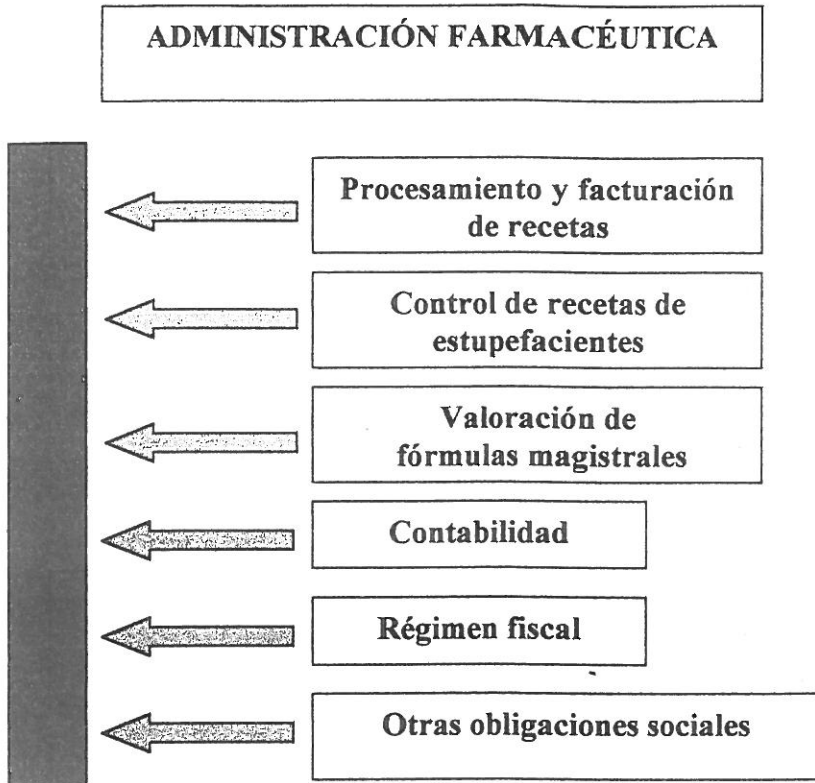 ADMINISTRACIÓN FARMACÉUTICA
Procesamiento y facturación
de recetas
Control de recetas de
estupefacientes
Valoración de
fórmulas magistrales
Contabilidad
Régimen fiscal
Otras obligaciones sociales